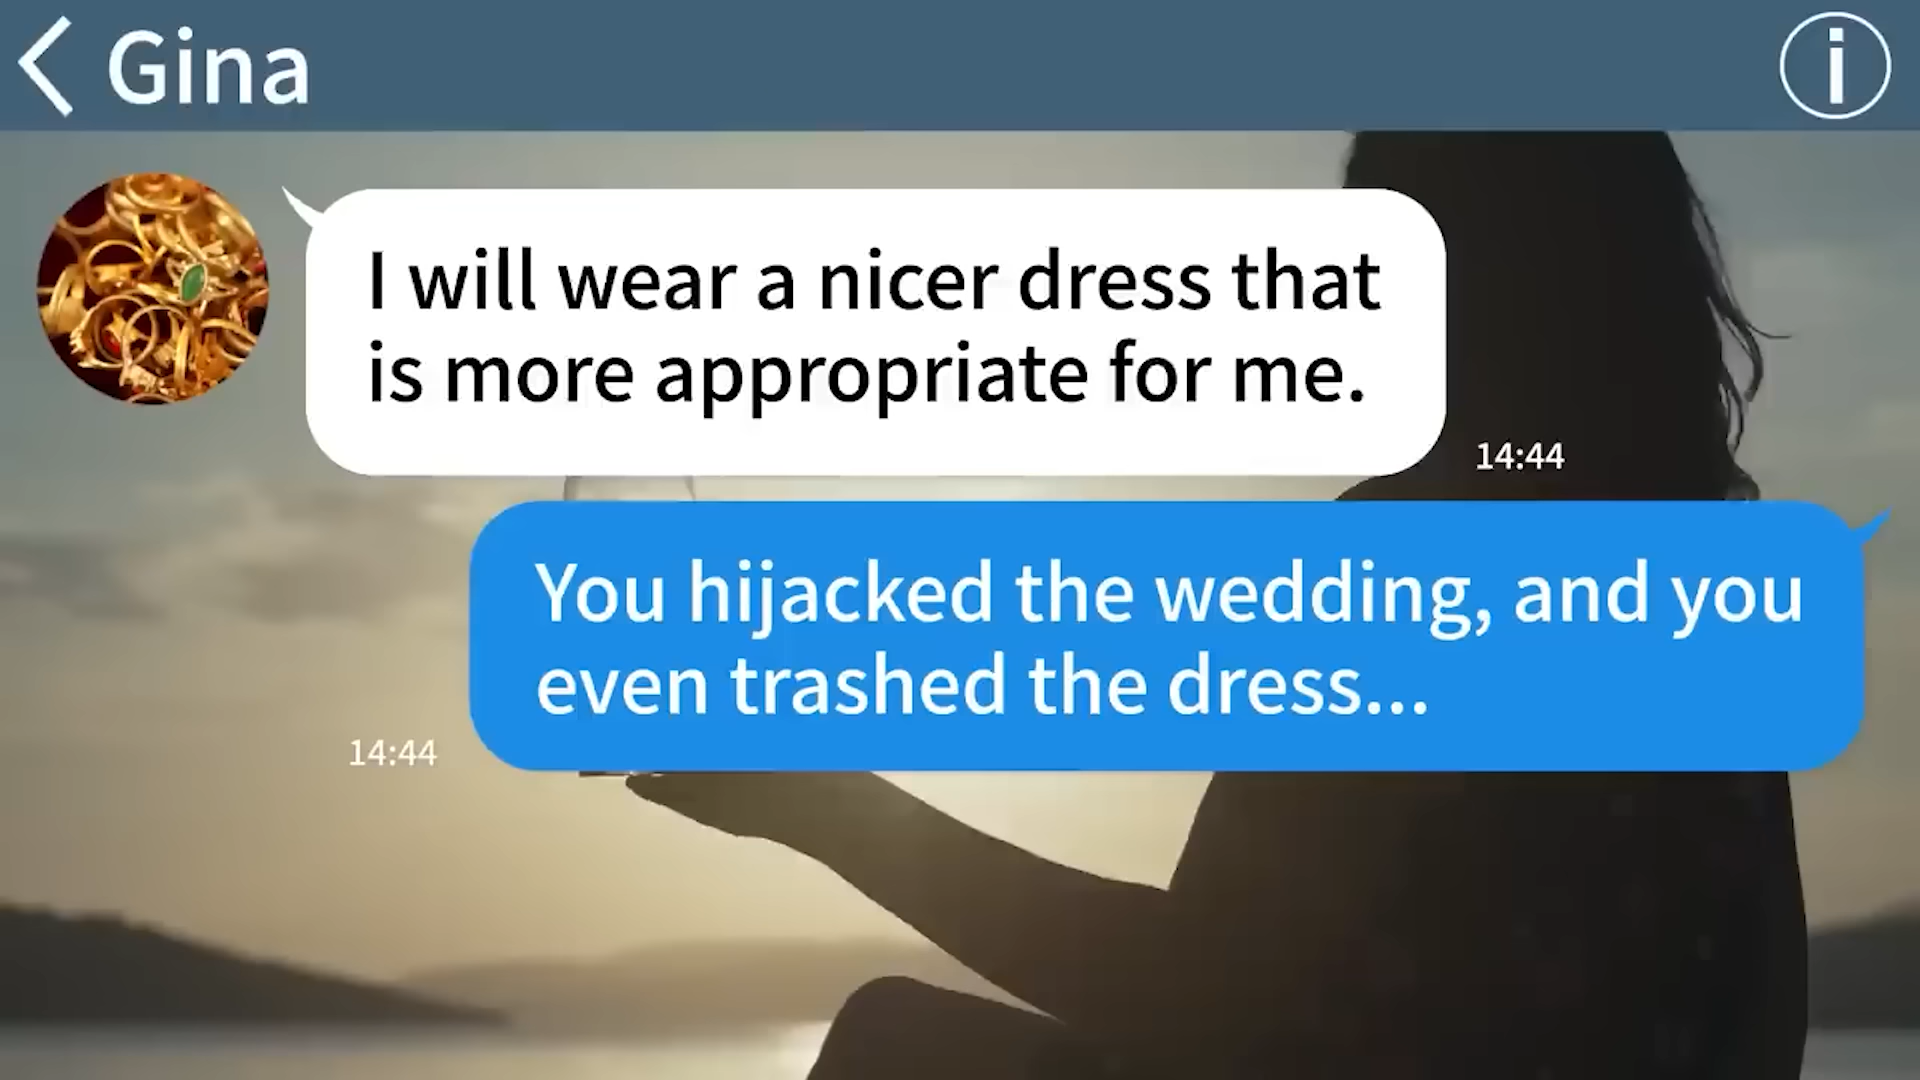 Gina
i
I will wear a nicer dress that
is more appropriate for me.
14:44
You hijacked the wedding, and you
even trashed the dress...
14:44